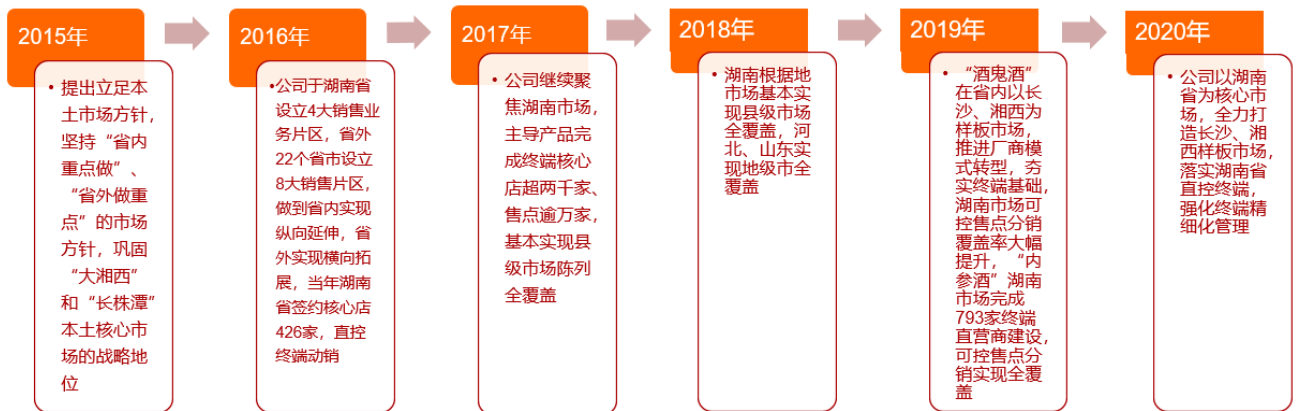 2015年
• 提出立足本
土市场方针，
坚持“省内
重点做”、
“省外做重
点”的市场
方针，巩固
“大湘西”
和“长株潭”
本土核心市
场的战略地
位
2016年
•公司于湖南省
设立4大销售业
务片区，省外
22个省市设立
8大销售片区，
做到省内实现
纵向延伸，省
外实现横向拓
展，当年湖南
省签约核心店
426家，直控
终端动销
2017年
• 公司继续聚
焦湖南市场，
主导产品完
成终端核心
店超两千家、
售点逾万家，
基本实现县
级市场陈列
全覆盖
2018年
• 湖南根据地
市场基本实
现县级市场
全覆盖，河
北、山东实
现地级市全
覆盖
2019年
• “酒鬼酒”
在省内以长
沙、湘西为
样板市场，
推进厂商模
式转型，夯
实终端基础，
湖南市场可
控售点分销
覆盖率大幅
提升，“内
参酒”湖南
市场完成
793家终端
直营商建设，
可控售点分
销实现全覆
盖
2020年
• 公司以湖南
省为核心市
场，全力打
造长沙、湘
西样板市场，
落实湖南省
直控终端，
强化终端精
细化管理